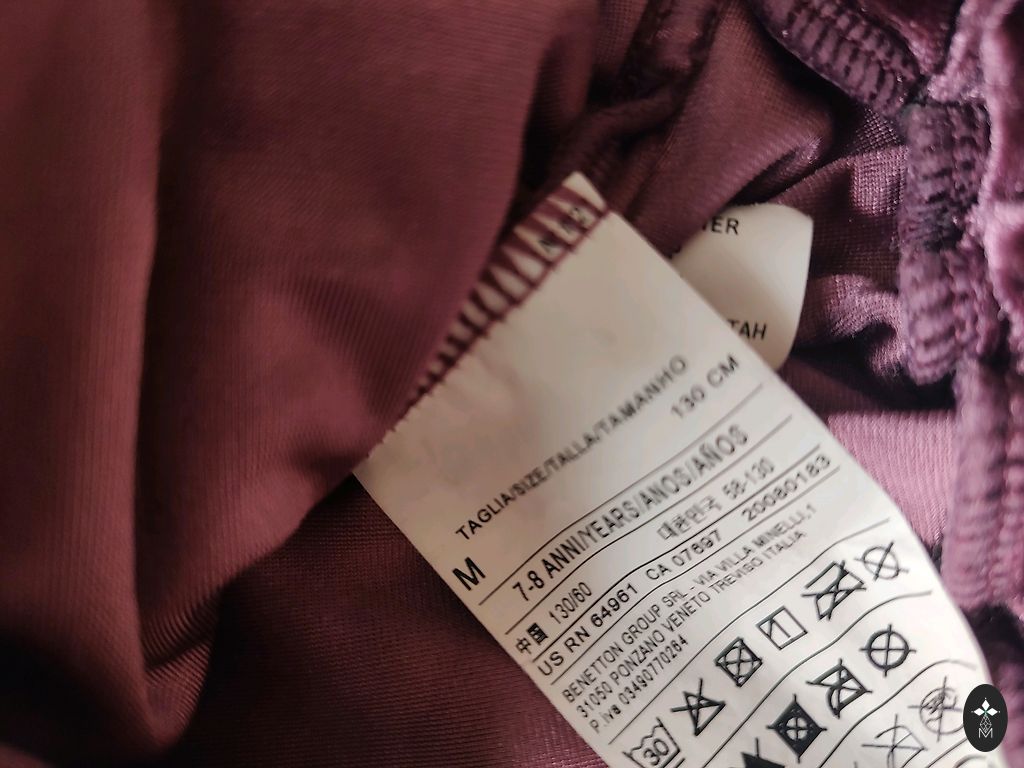 TAGLIA/SIZE/TALLA/TAMANHO
M 130 CM
7-8 ANNI/YEARS/ANOS/AÑOS
中国 130/60 대한민국 58-130
US RN 64961 CA 07697 20080183
BENETTON GROUP SRL - VIA VILLA MINELLI,1
31050 PONZANO VENETO TREVISO ITALIA
P.iva 03490770264
30
TAH
M